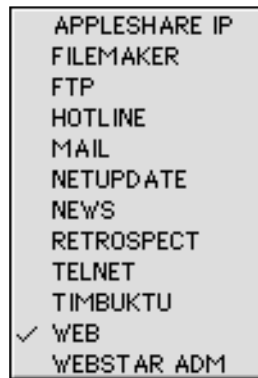 APPLESHARE IP
FILEMAKER
FTP
HOTLINE
MAIL
NETUPDATE
NEWS
RETROSPECT
TELNET
TIMBUKTU
✓ WEB
WEBSTAR ADM